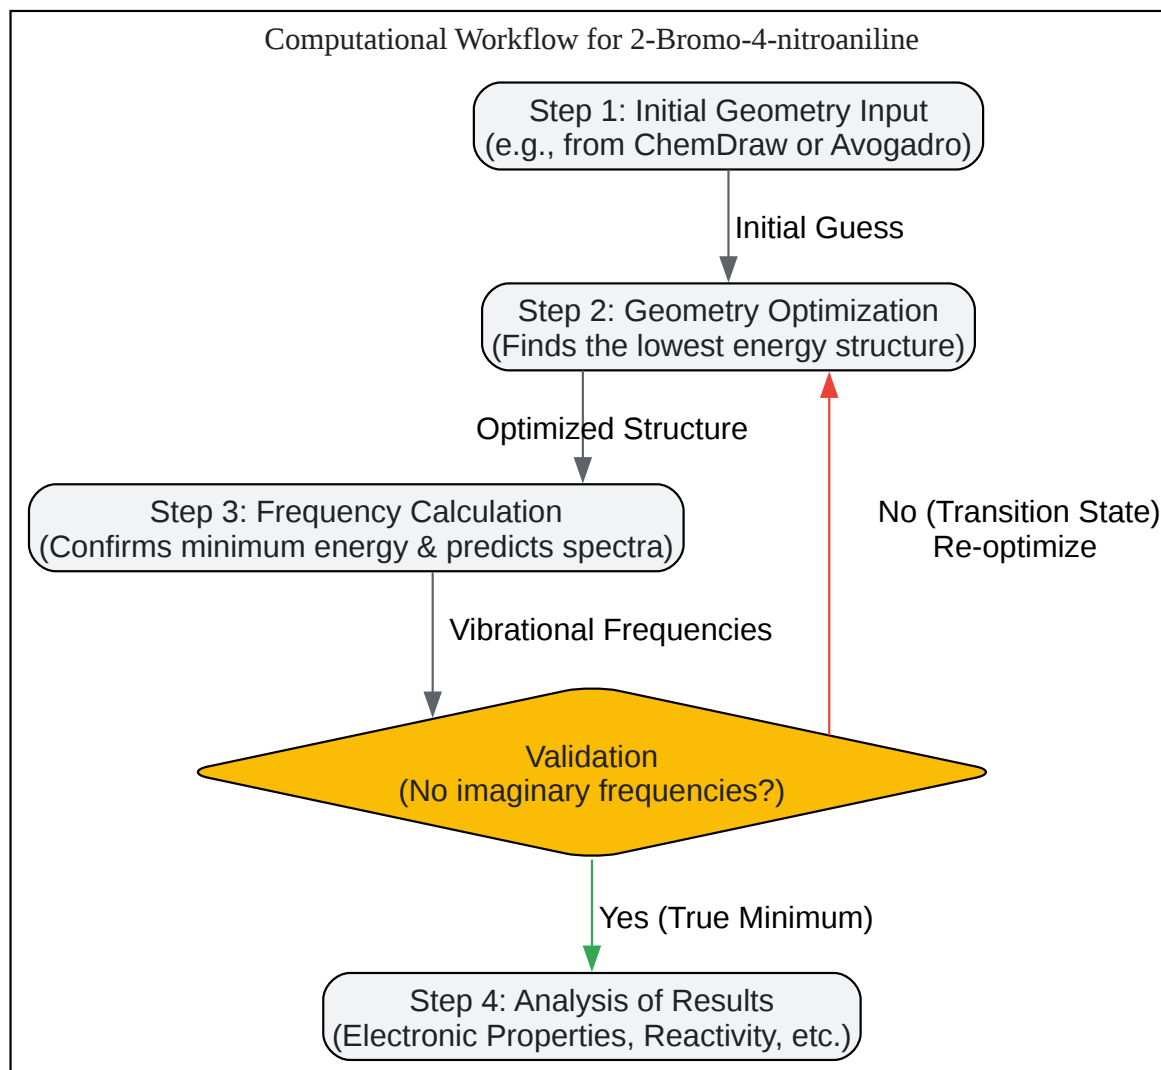 Computational Workflow for 2-Bromo-4-nitroaniline
Step 1: Initial Geometry Input
(e.g., from ChemDraw or Avogadro)
Initial Guess
Step 2: Geometry Optimization
(Finds the lowest energy structure)
Optimized Structure
Step 3: Frequency Calculation
(Confirms minimum energy & predicts spectra)
No (Transition State)
Re-optimize
Vibrational Frequencies
Validation
(No imaginary frequencies?)
Yes (True Minimum)
Step 4: Analysis of Results
(Electronic Properties, Reactivity, etc.)